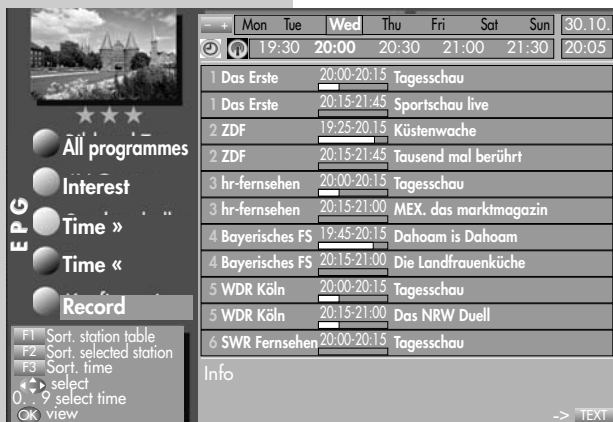 - + Mon Tue Wed Thu Fri Sat Sun 30.10.
19:30 20:00 20:30 21:00 21:30 20:05
1 Das Erste 20:00-20:15 Tagesschau
1 Das Erste 20:15-21:45 Sportschau live
2 ZDF 19:25-20.15 Küstenwache
2 ZDF 20:15-21:45 Tausend mal berührt
3 hr-fernsehen 20:00-20:15 Tagesschau
3 hr-fernsehen 20:15-21:00 MEX. das marktmagazin
4 Bayerisches FS 19:45-20:15 Dahoam is Dahoam
4 Bayerisches FS 20:15-21:00 Die Landfrauenküche
5 WDR Köln 20:00-20:15 Tagesschau
5 WDR Köln 20:15-21:00 Das NRW Duell
6 SWR Fernsehen 20:00-20:15 Tagesschau
Info
-> TEXT
EPG
All programmes
Interest
Time »
Time «
Record
F1 Sort. station table
F2 Sort. selected station
F3 Sort. time
select
0. . 9 select time
OK view